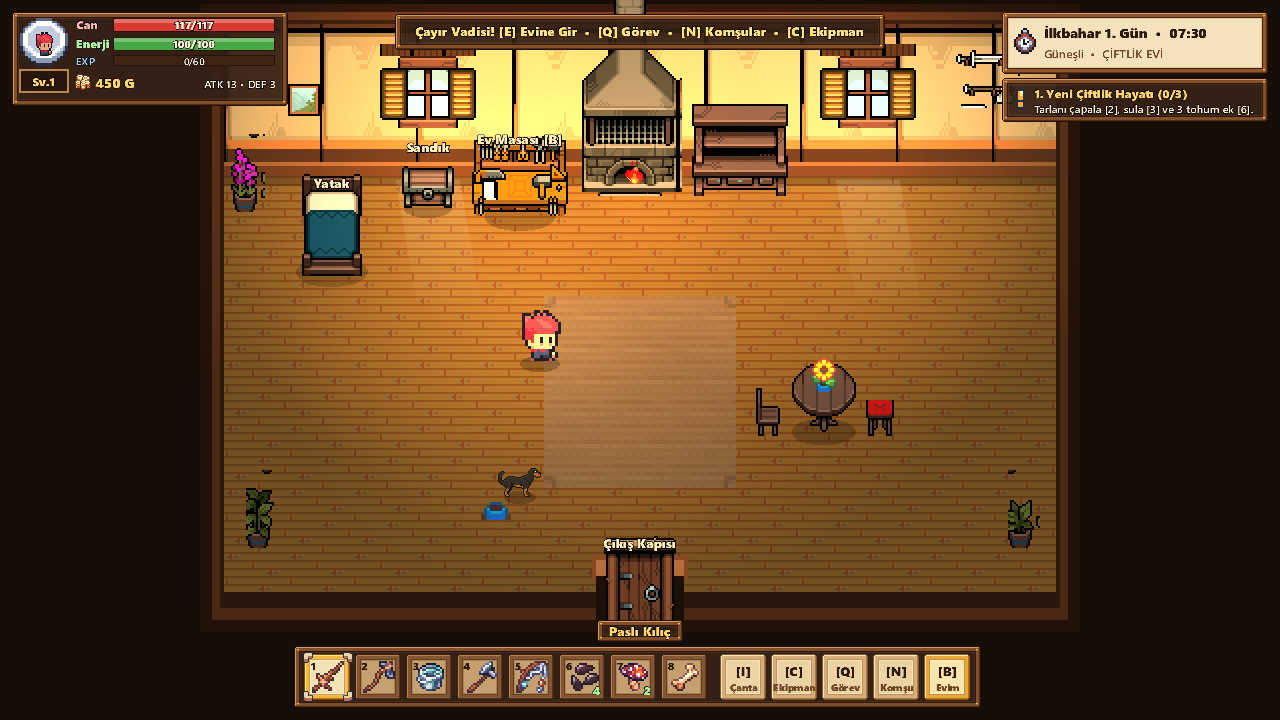 Can 117/117
Enerji 100/100
EXP 0/60
Sv.1 450 G ATK 13 • DEF 3
Çayır Vadisi! [E] Evine Gir • [Q] Görev • [N] Komşular • [C] Ekipman
İlkbahar 1. Gün • 07:30
Güneşli • ÇİFTLİK EVİ
1. Yeni Çiftlik Hayatı (0/3)
Tarlanı çapala [2], sula [3] ve 3 tohum ek [6].
Ev Masası [B]
Sandık
Yatak
Çıkış Kapısı
Paslı Kılıç
1 2 3 4 5 6 7 8
4 2
[I] [C] [Q] [N] [B]
Çanta Ekipman Görev Komşu Evim